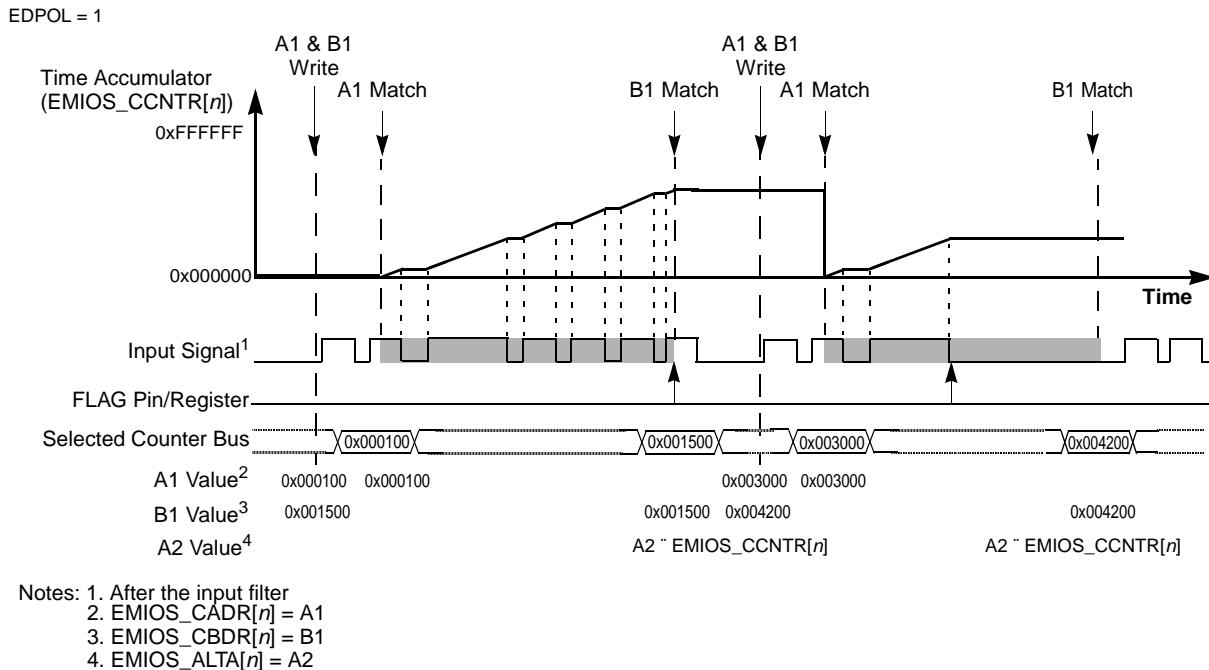 EDPOL = 1
A1 & B1
Write
A1 & B1
Write
Time Accumulator
(EMIOS_CCNTR[n])
A1 Match
B1 Match
A1 Match
B1 Match
0xFFFFFF
0x000000
Time
Input Signal1
FLAG Pin/Register
Selected Counter Bus 0x000100 0x001500 0x003000 0x004200
A1 Value2 0x000100 0x000100 0x003000 0x003000
B1 Value3 0x001500 0x001500 0x004200 0x004200
A2 Value4 A2 ¨ EMIOS_CCNTR[n] A2 ¨ EMIOS_CCNTR[n]
Notes: 1. After the input filter
2. EMIOS_CADR[n] = A1
3. EMIOS_CBDR[n] = B1
4. EMIOS_ALTA[n] = A2